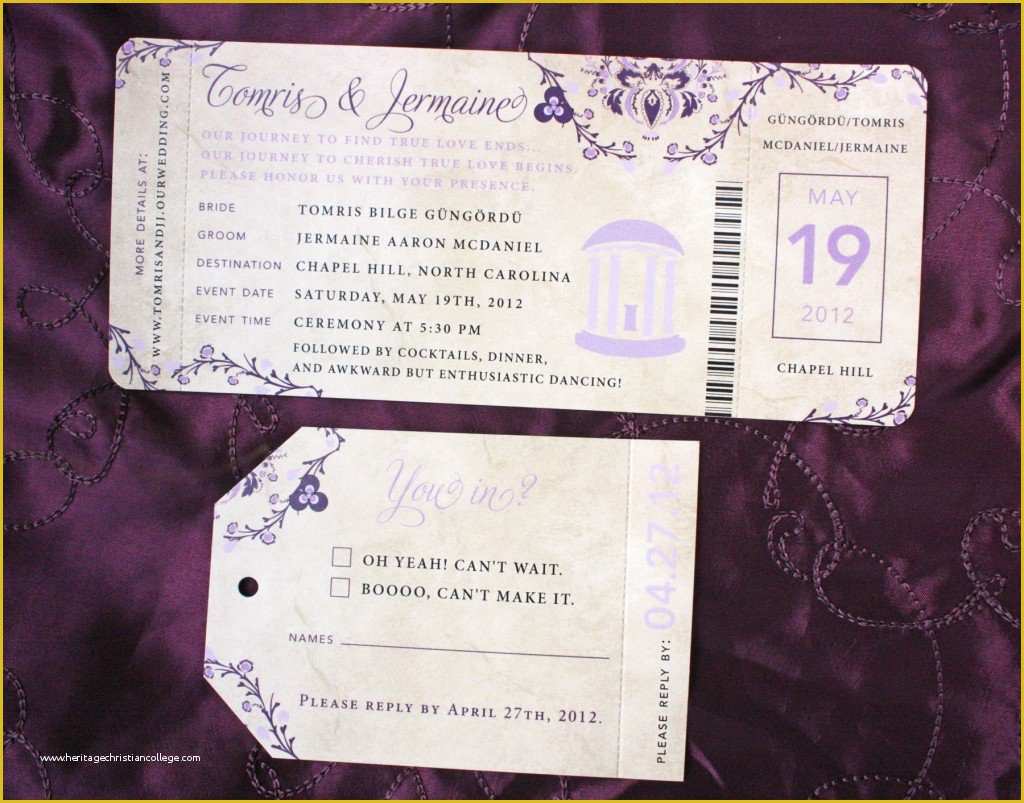 Tomris & Jermaine
OUR JOURNEY TO FIND TRUE LOVE ENDS...
OUR JOURNEY TO CHERISH TRUE LOVE BEGINS.
PLEASE HONOR US WITH YOUR PRESENCE.
BRIDE TOMRIS BILGE GÜNGÖRDÜ
GROOM JERMAINE AARON MCDANIEL
DESTINATION CHAPEL HILL, NORTH CAROLINA
EVENT DATE SATURDAY, MAY 19TH, 2012
EVENT TIME CEREMONY AT 5:30 PM
FOLLOWED BY COCKTAILS, DINNER,
AND AWKWARD BUT ENTHUSIASTIC DANCING!
MORE DETAILS AT:
WWW.TOMRISANDJJ.OURWEDDING.COM
GÜNGÖRDÜ/TOMRIS
MCDANIEL/JERMAINE
MAY
19
2012
CHAPEL HILL
You in?
OH YEAH! CAN'T WAIT.
BOOOO, CAN'T MAKE IT.
NAMES
PLEASE REPLY BY APRIL 27TH, 2012.
PLEASE REPLY BY: 04.27.12
www.heritagechristiancollege.com